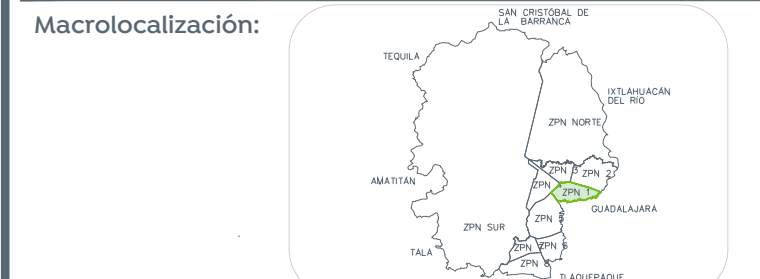 Macrolocalización:
SAN CRISTÓBAL DE
LA BARRANCA
TEQUILA
IXTLAHUACÁN
DEL RÍO
ZPN NORTE
ZPN 3
ZPN 2
AMATITÁN
ZPN
ZPN 1
GUADALAJARA
ZPN
ZPN SUR
TALA
ZPN
ZPN 6
ZPN
TLAQUEPAQUE